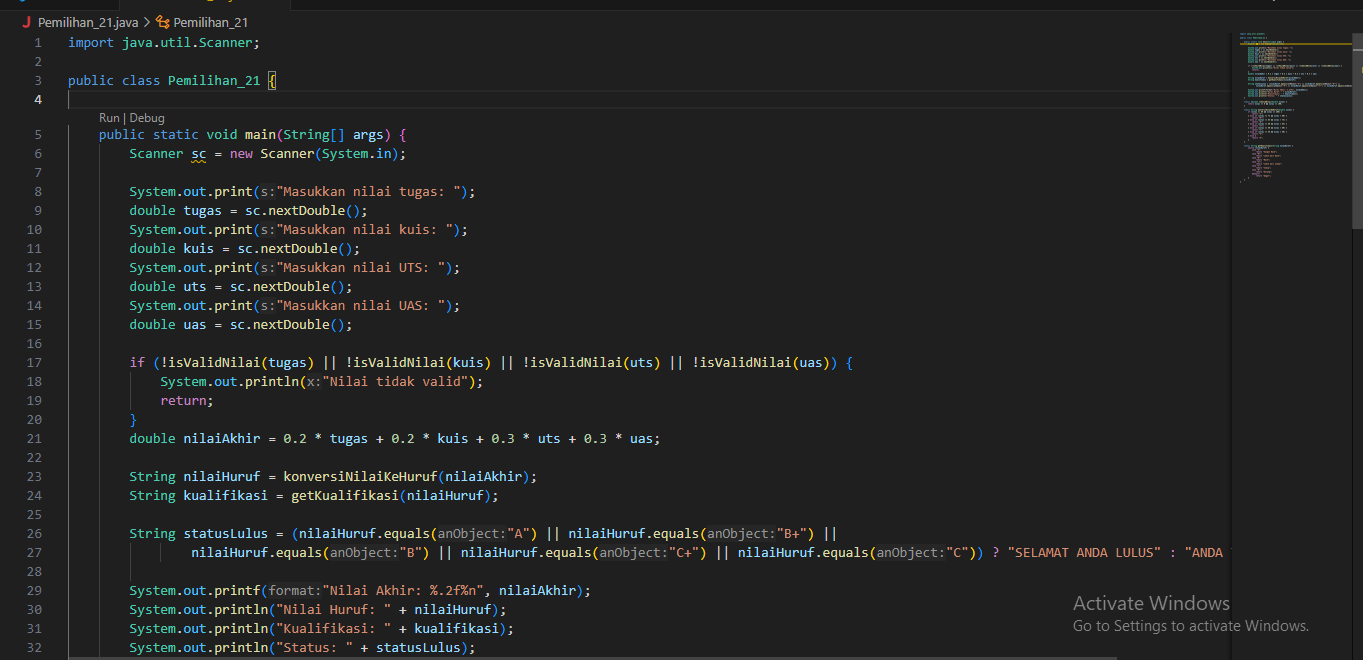 Pemilihan_21.java > Pemilihan_21
1 import java.util.Scanner;
2
3 public class Pemilihan_21 {
4
Run | Debug
5 public static void main(String[] args) {
6 Scanner sc = new Scanner(System.in);
7
8 System.out.print(s:"Masukkan nilai tugas: ");
9 double tugas = sc.nextDouble();
10 System.out.print(s:"Masukkan nilai kuis: ");
11 double kuis = sc.nextDouble();
12 System.out.print(s:"Masukkan nilai UTS: ");
13 double uts = sc.nextDouble();
14 System.out.print(s:"Masukkan nilai UAS: ");
15 double uas = sc.nextDouble();
16
17 if (!isValidNilai(tugas) || !isValidNilai(kuis) || !isValidNilai(uts) || !isValidNilai(uas)) {
18 System.out.println(x:"Nilai tidak valid");
19 return;
20 }
21 double nilaiAkhir = 0.2 * tugas + 0.2 * kuis + 0.3 * uts + 0.3 * uas;
22
23 String nilaiHuruf = konversiNilaiKeHuruf(nilaiAkhir);
24 String kualifikasi = getKualifikasi(nilaiHuruf);
25
26 String statusLulus = (nilaiHuruf.equals(anObject:"A") || nilaiHuruf.equals(anObject:"B+") ||
27 nilaiHuruf.equals(anObject:"B") || nilaiHuruf.equals(anObject:"C+") || nilaiHuruf.equals(anObject:"C")) ? "SELAMAT ANDA LULUS" : "ANDA
28
29 System.out.printf(format:"Nilai Akhir: %.2f%n", nilaiAkhir);
30 System.out.println("Nilai Huruf: " + nilaiHuruf);
31 System.out.println("Kualifikasi: " + kualifikasi);
32 System.out.println("Status: " + statusLulus);
Activate Windows
Go to Settings to activate Windows.